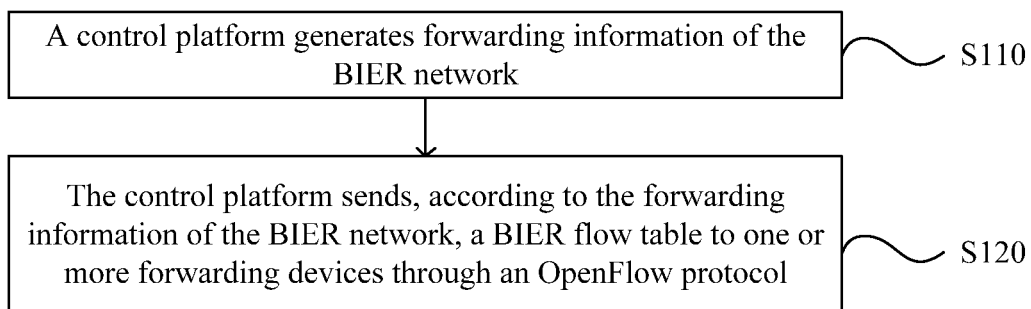 A control platform generates forwarding information of the
BIER network
S110
The control platform sends, according to the forwarding
information of the BIER network, a BIER flow table to one or
more forwarding devices through an OpenFlow protocol
S120